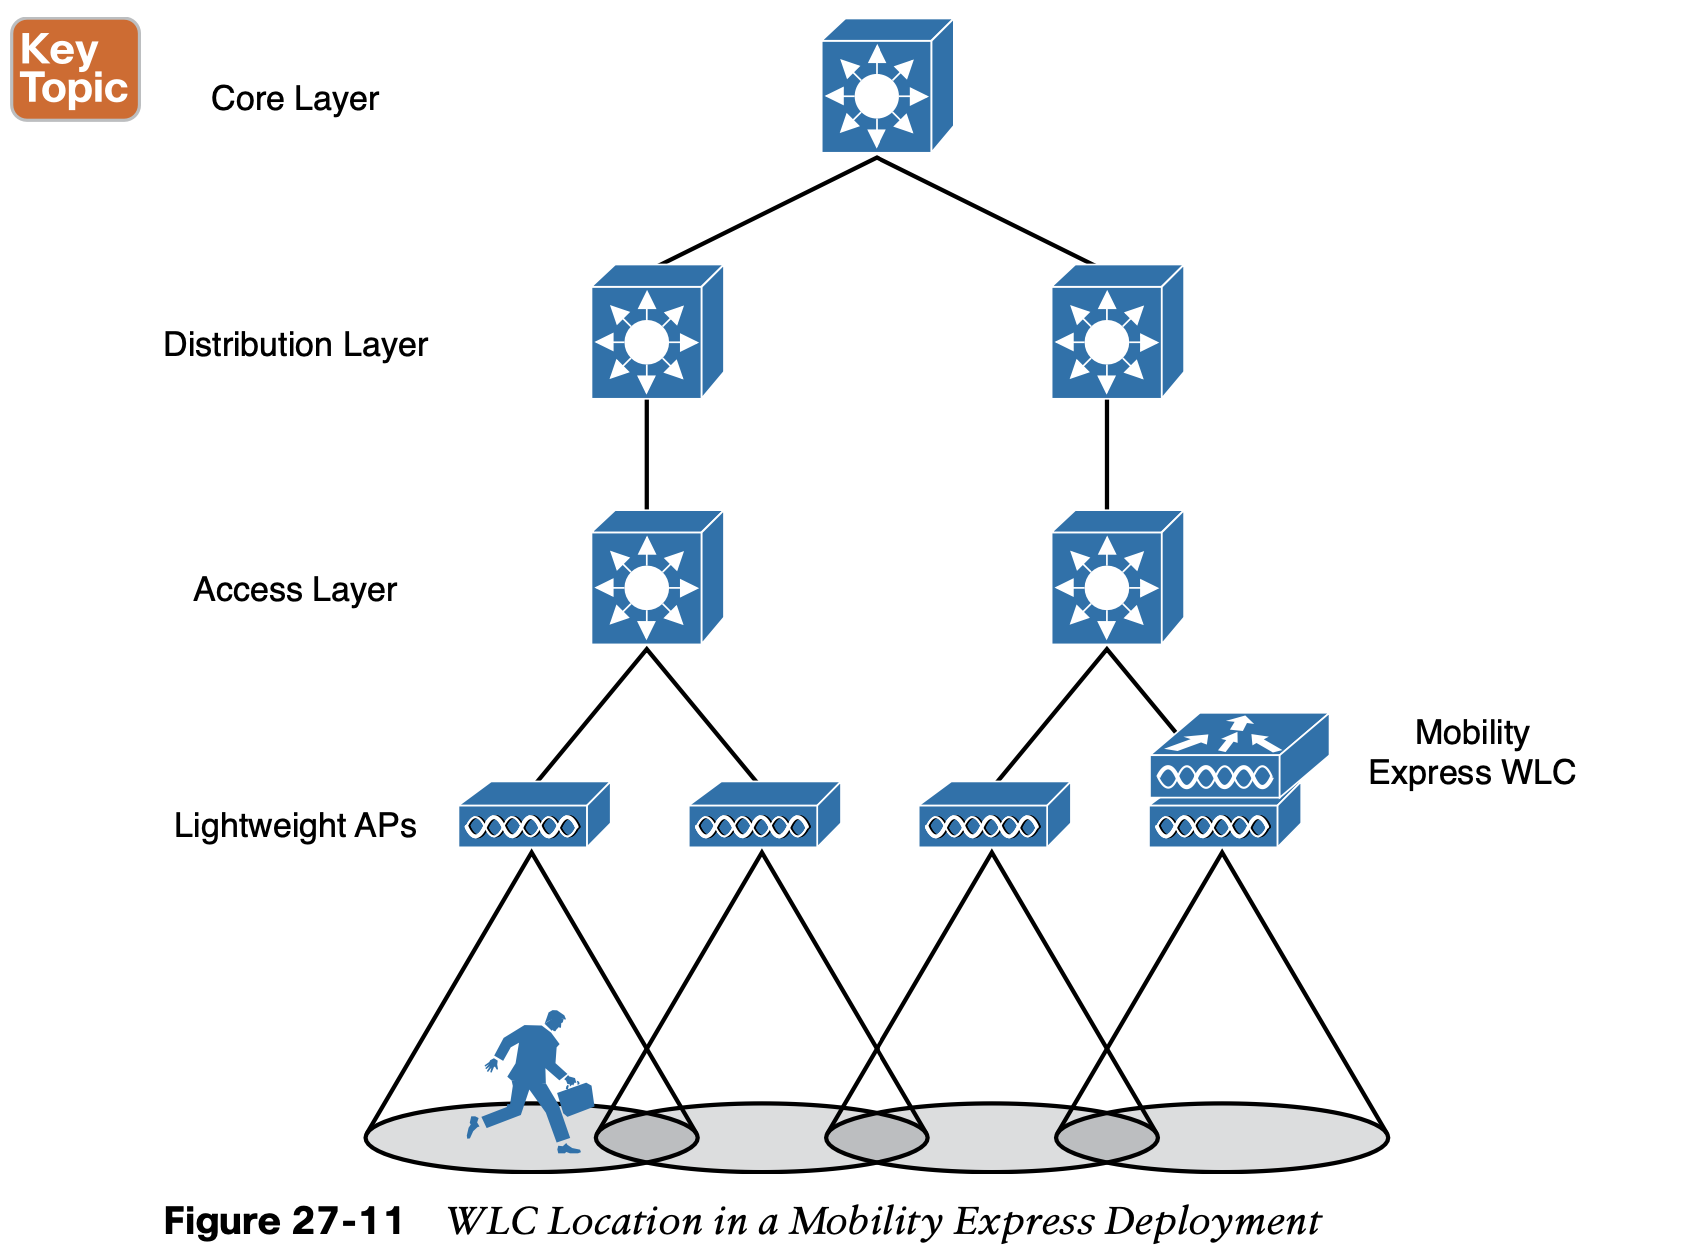 Key
Topic
Core Layer
Distribution Layer
Access Layer
Mobility
Express WLC
Lightweight APs
Figure 27-11 WLC Location in a Mobility Express Deployment